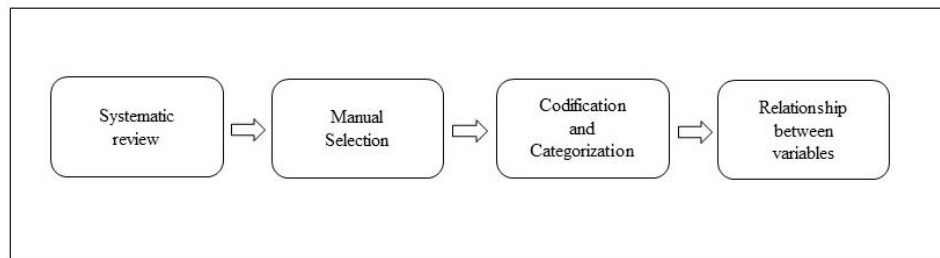 Systematic
review
Manual
Selection
Codification
and
Categorization
Relationship
between
variables